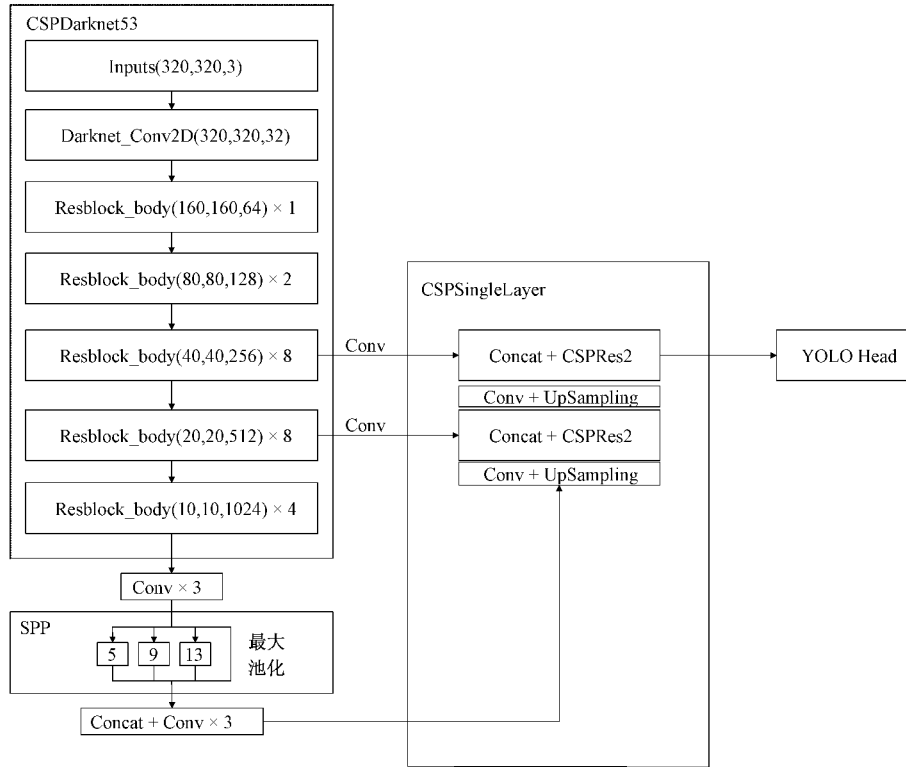 CSPDarknet53
Inputs(320,320,3)
Darknet_Conv2D(320,320,32)
Resblock_body(160,160,64) × 1
Resblock_body(80,80,128) × 2
Resblock_body(40,40,256) × 8
Resblock_body(20,20,512) × 8
Resblock_body(10,10,1024) × 4
Conv × 3
SPP
5
9
13
最大
池化
Concat + Conv × 3
Conv
Conv
CSPSingleLayer
Concat + CSPRes2
Conv + UpSampling
Concat + CSPRes2
Conv + UpSampling
YOLO Head